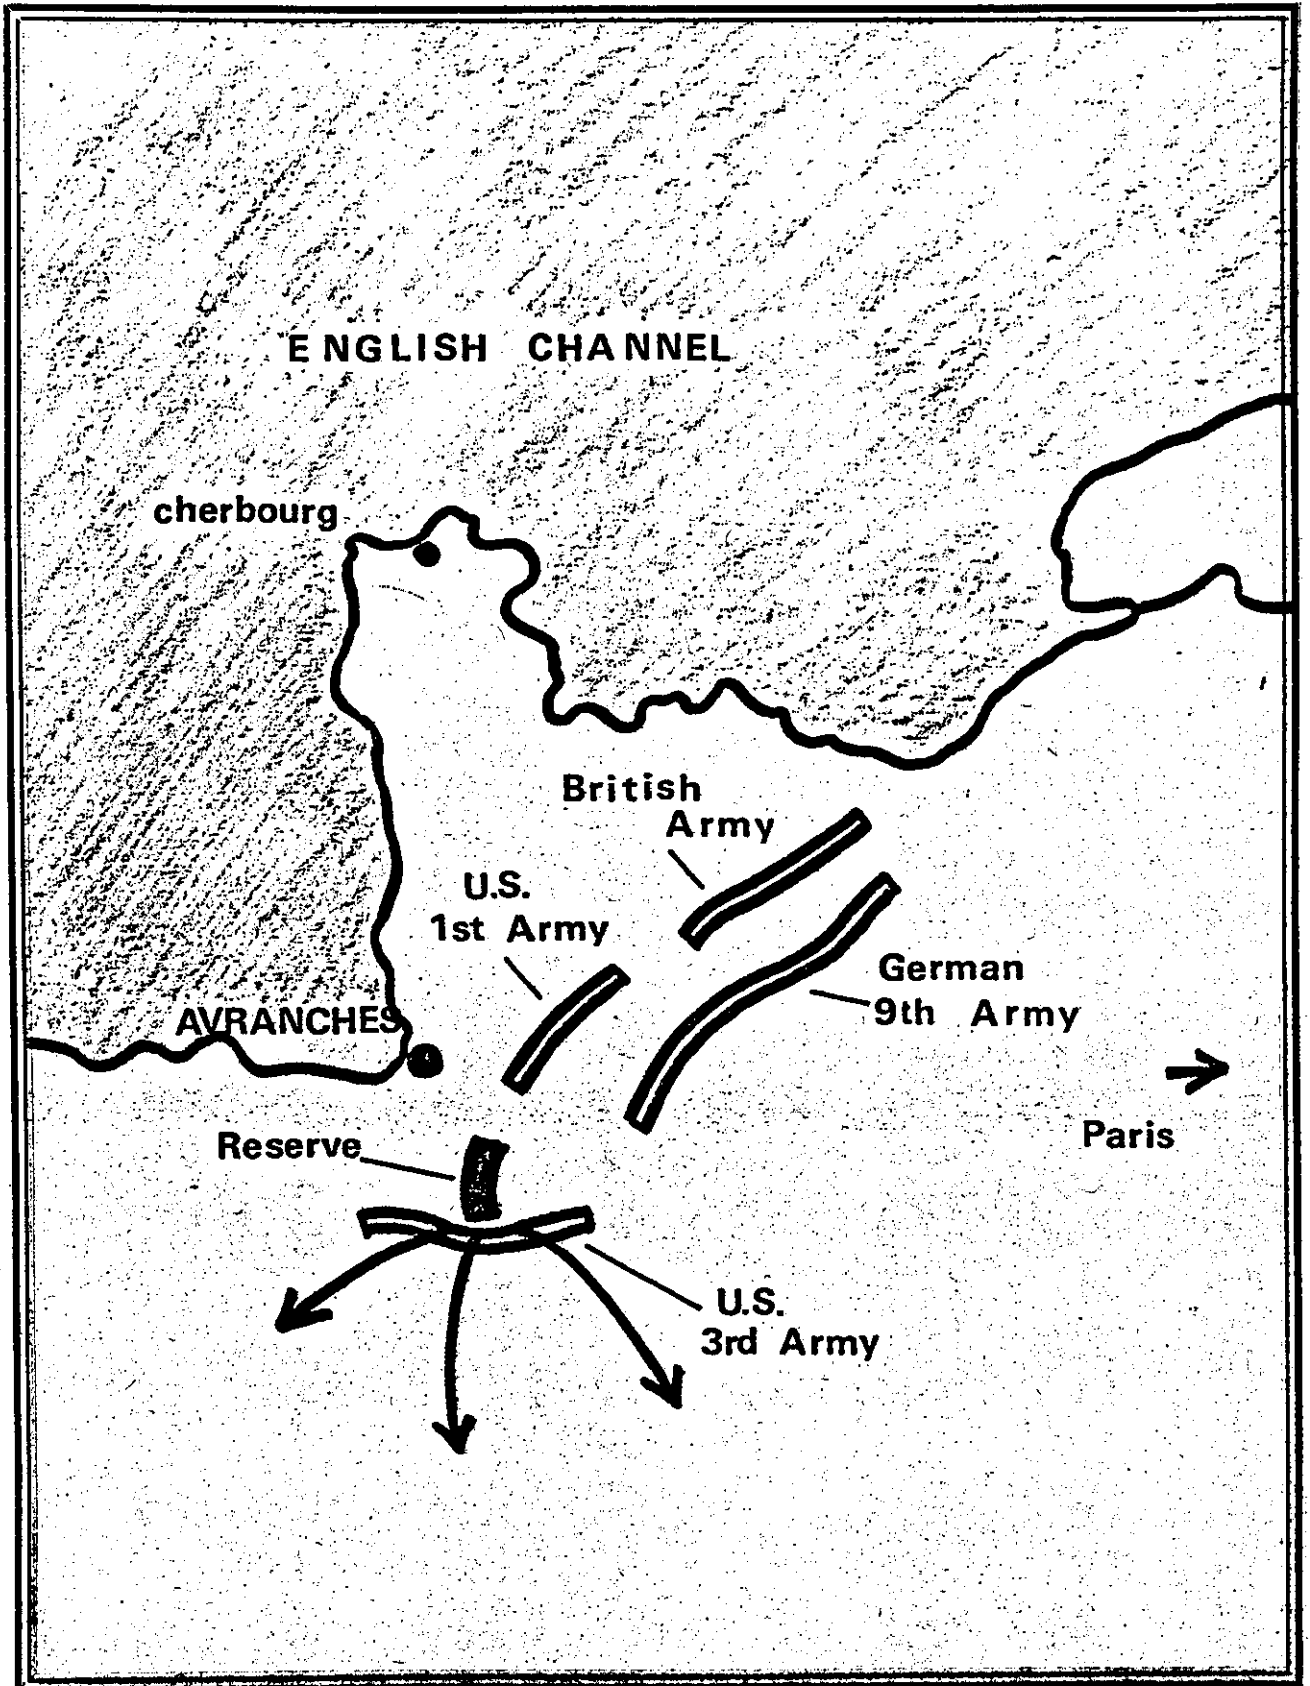 ENGLISH CHANNEL
cherbourg
British
Army
U.S.
1st Army
German
9th Army
AVRANCHES
Paris
Reserve
U.S.
3rd Army